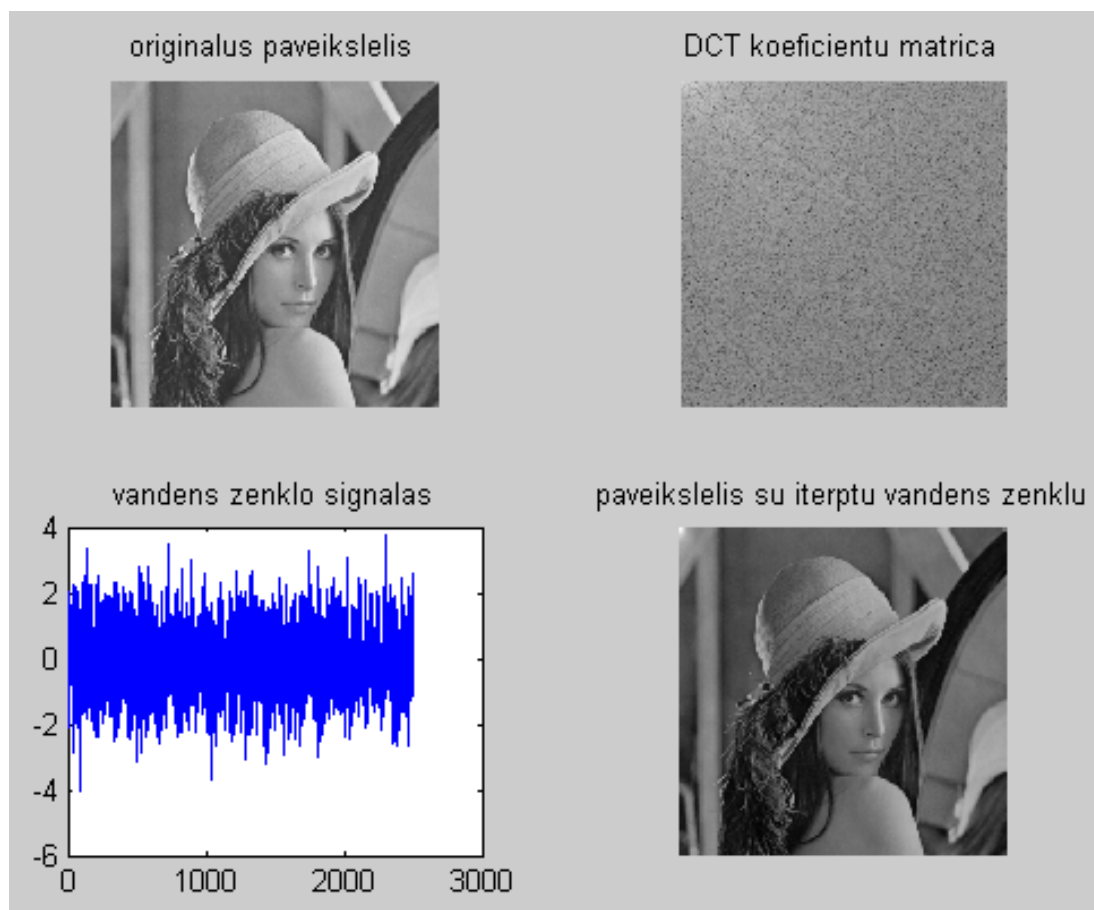 originalus paveikslelis
DCT koeficientu matrica
vandens zenklo signalas
paveikslelis su iterptu vandens zenklu
4
2
0
-2
-4
-6
0 1000 2000 3000